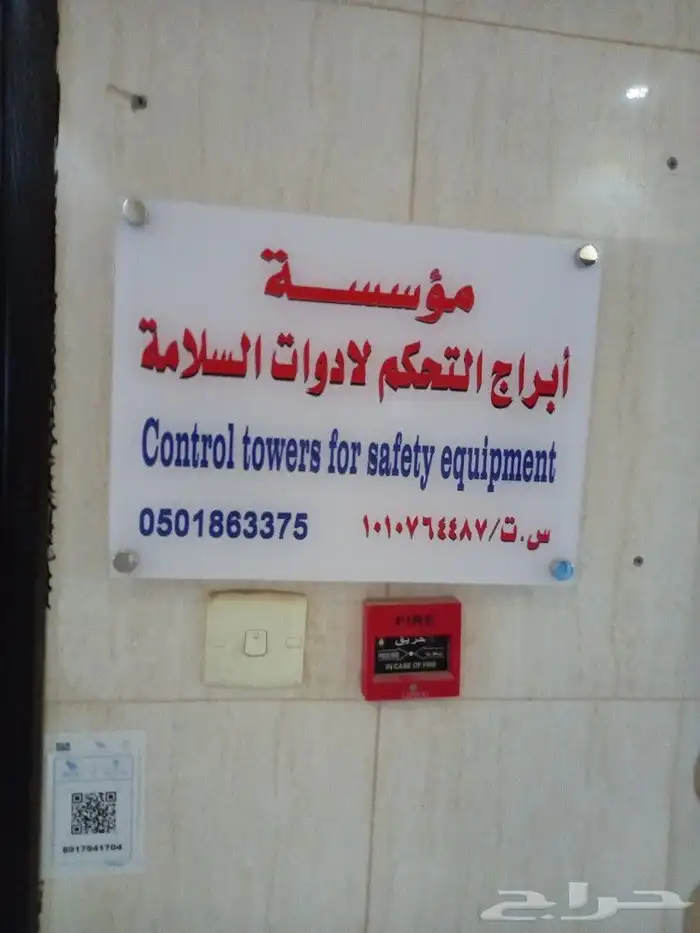 مؤسسة
أبراج التحكم لادوات السلامة
Control towers for safety equipment
0501863375 س.ت/١٠١٠٧٦٤٤٨٧
FIRE
حريق
IN CASE OF FIRE
8917941704
حراج